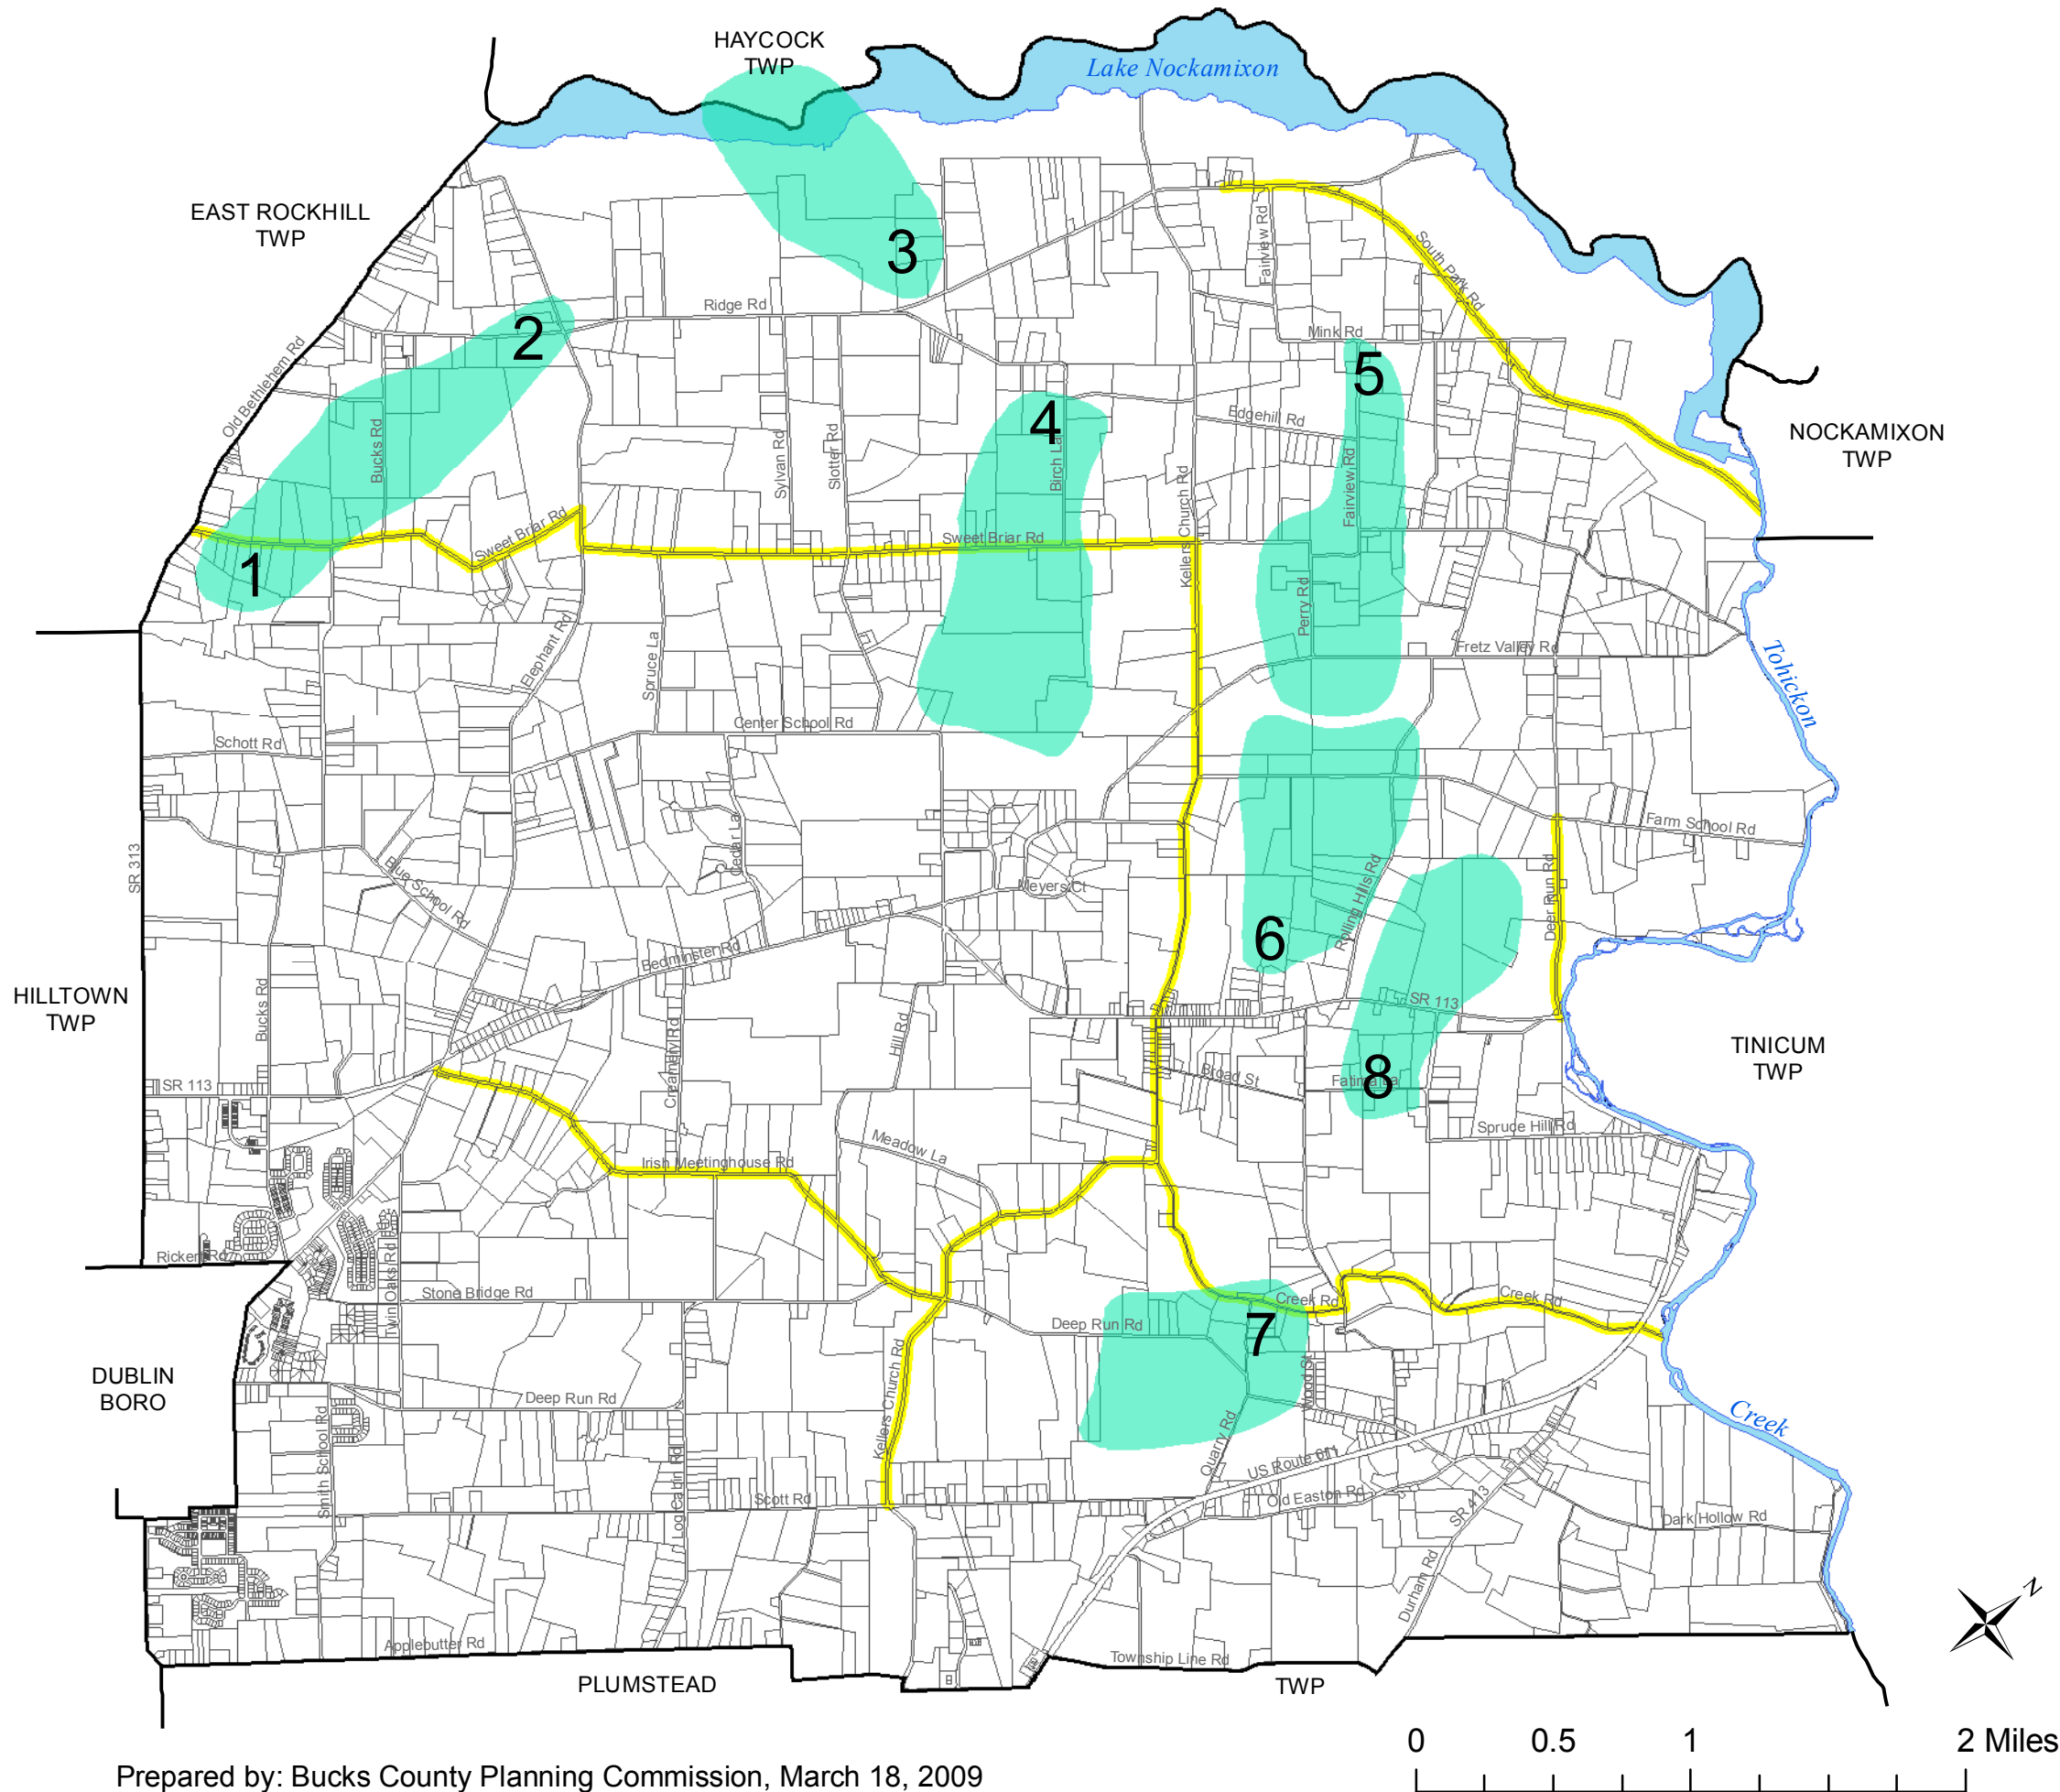 HAYCOCK
TWP
Lake Nockamixon
EAST ROCKHILL
TWP
Fairview Rd
South Park Rd
Ridge Rd
Mink Rd
3
2
5
Old Bethlehem Rd
4
Edgehill Rd
NOCKAMIXON
TWP
Bucks Rd
Sylvan Rd
Slotter Rd
Birch La
Kellers Church Rd
Fairview Rd
Sweet Briar Rd
Sweet Briar Rd
1
Perry Rd
Elephant Rd
Spruce La
Fretz Valley Rd
Tohickon
Center School Rd
Schott Rd
SR 313
Cedar La
Farm School Rd
Blue School Rd
Meyers Ct
Rolling Hills Rd
Deer Run Rd
6
Bedminster Rd
HILLTOWN
TWP
Bucks Rd
Creamery Rd
Hill Rd
SR 113
TINICUM
TWP
SR 113
Broad St
Fatima La
8
Spruce Hill Rd
Meadow La
Irish Meetinghouse Rd
Rickert Rd
Twin Oaks Rd
Stone Bridge Rd
Creek Rd
Creek Rd
Deep Run Rd
7
DUBLIN
BORO
Kellers Church Rd
Wood St
Deep Run Rd
Creek
Smith School Rd
Log Cabin Rd
Quarry Rd
US Route 611
Scott Rd
Old Easton Rd
SR 413
Dark Hollow Rd
Durham Rd
Applebutter Rd
Township Line Rd
N
PLUMSTEAD
TWP
0 0.5 1 2 Miles
Prepared by: Bucks County Planning Commission, March 18, 2009